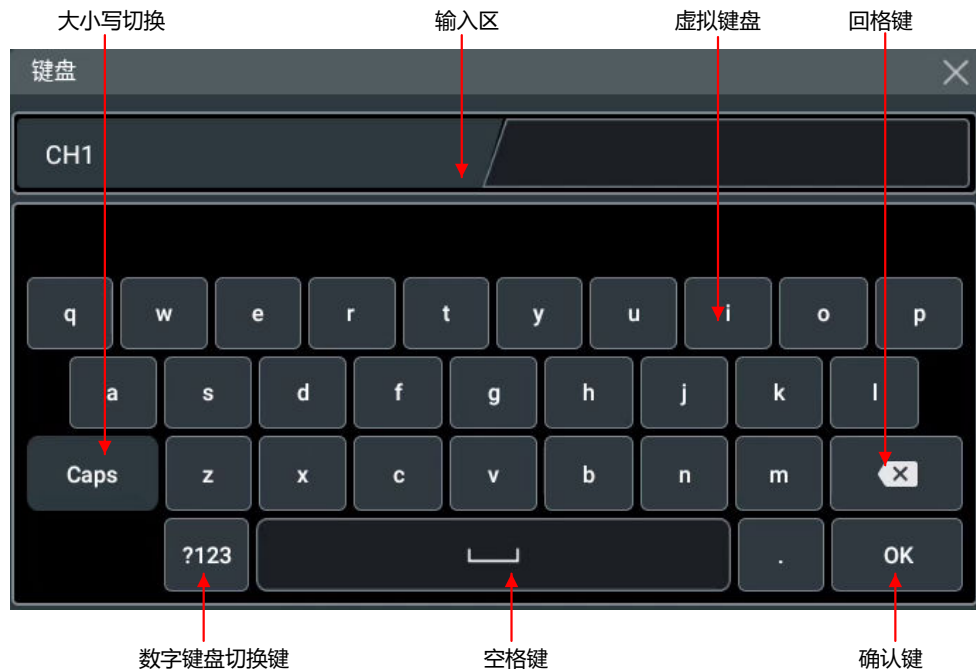 大小写切换 输入区 虚拟键盘 回格键
键盘
CH1
q w e r t y u i o p
a s d f g h j k l
Caps z x c v b n m
?123 . OK
数字键盘切换键 空格键 确认键